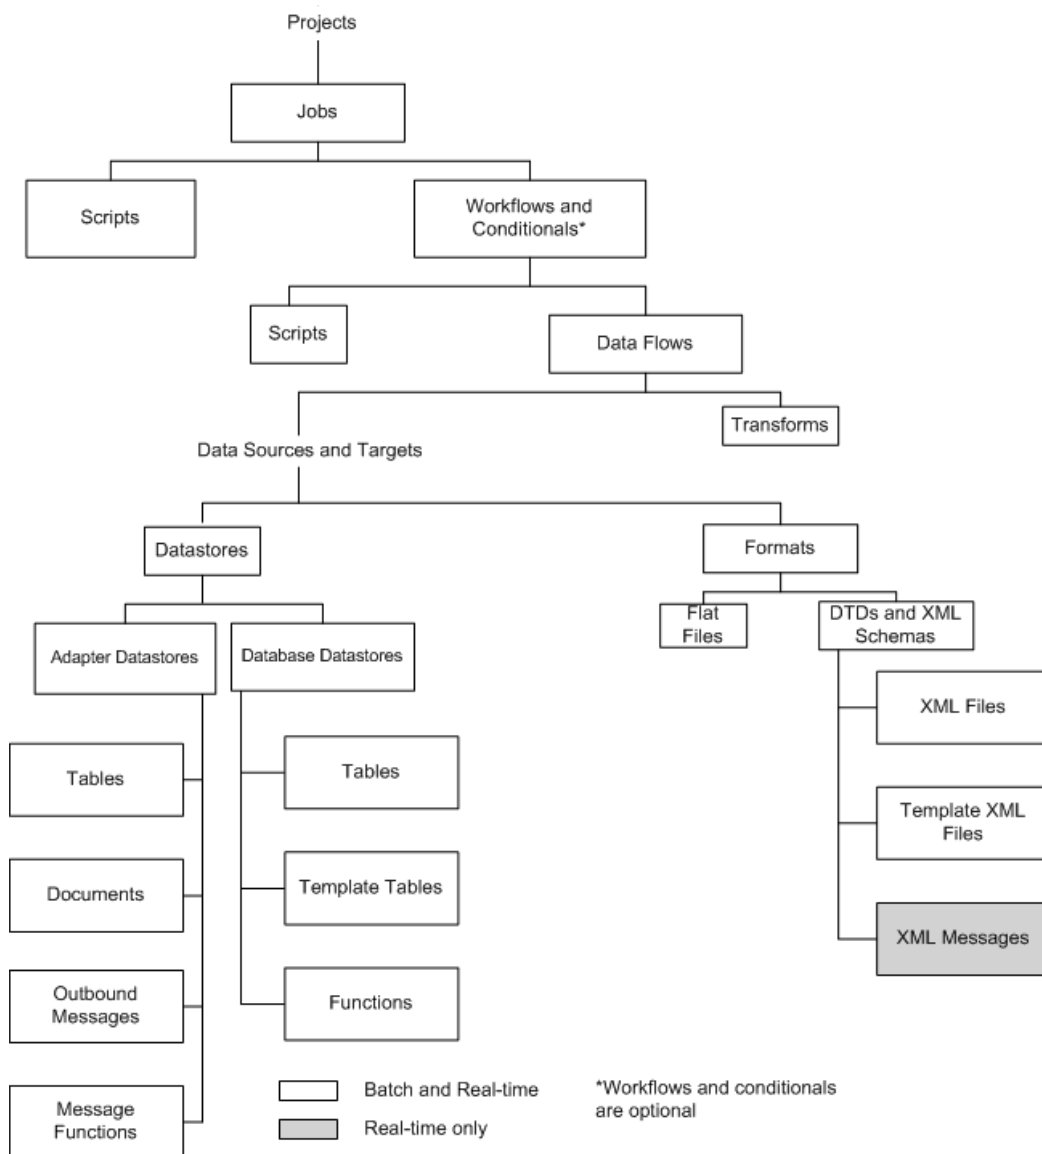 Projects
Jobs
Scripts
Workflows and
Conditionals*
Scripts
Data Flows
Transforms
Data Sources and Targets
Datastores
Formats
Flat
Files
DTDs and XML
Schemas
Adapter Datastores
Database Datastores
XML Files
Tables
Tables
Template XML
Files
Documents
Template Tables
XML Messages
Outbound
Messages
Functions
Message
Functions
Batch and Real-time
Real-time only
*Workflows and conditionals
are optional